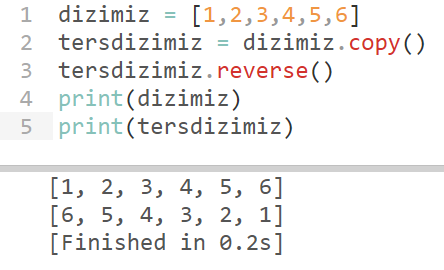 1 dizimiz = [1,2,3,4,5,6]
2 tersdizimiz = dizimiz.copy()
3 tersdizimiz.reverse()
4 print(dizimiz)
5 print(tersdizimiz)
[1, 2, 3, 4, 5, 6]
[6, 5, 4, 3, 2, 1]
[Finished in 0.2s]